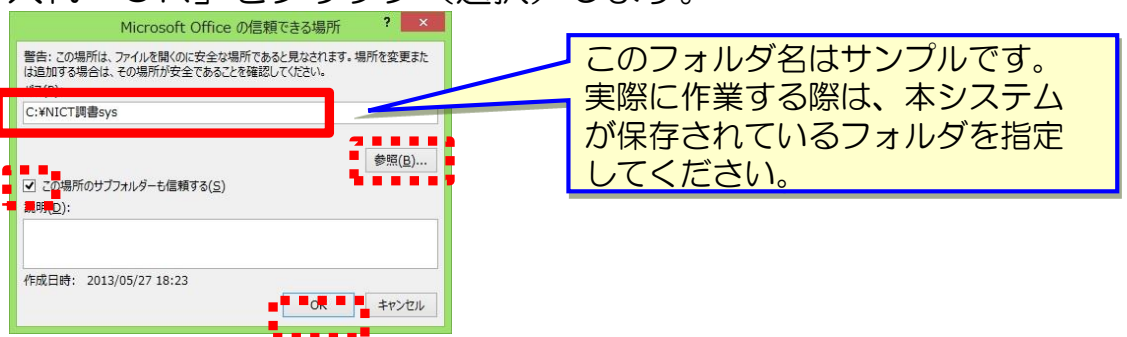 Microsoft Office の信頼できる場所
? ×
警告: この場所は、ファイルを開くのに安全な場所であると見なされます。場所を変更また
は追加する場合は、その場所が安全であることを確認してください。
C:¥NICT調書sys
参照(B)...
この場所のサブフォルダーも信頼する(S)
説明(D):
作成日時: 2013/05/27 18:23
OK
キャンセル
このフォルダ名はサンプルです。
実際に作業する際は、本システム
が保存されているフォルダを指定
してください。